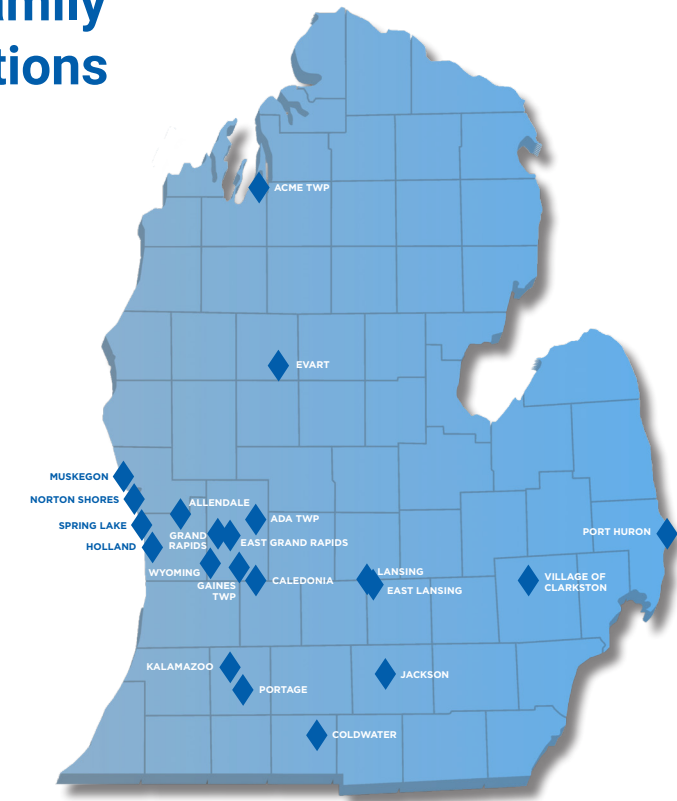 tions
ACME TWP
EVART
MUSKEGON
NORTON SHORES
ALLENDALE
SPRING LAKE
ADA TWP
GRAND
RAPIDS
EAST GRAND RAPIDS
HOLLAND
PORT HURON
WYOMING
GAINES
TWP
CALEDONIA
LANSING
EAST LANSING
VILLAGE OF
CLARKSTON
KALAMAZOO
PORTAGE
JACKSON
COLDWATER